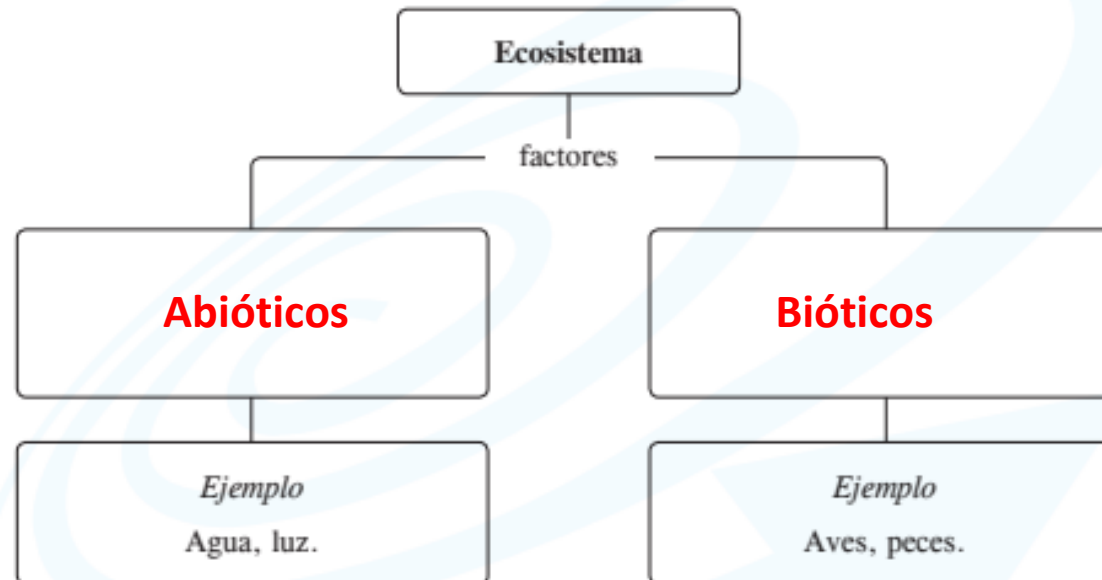 Ecosistema
factores
Abióticos
Bióticos
Ejemplo
Agua, luz.
Ejemplo
Aves, peces.